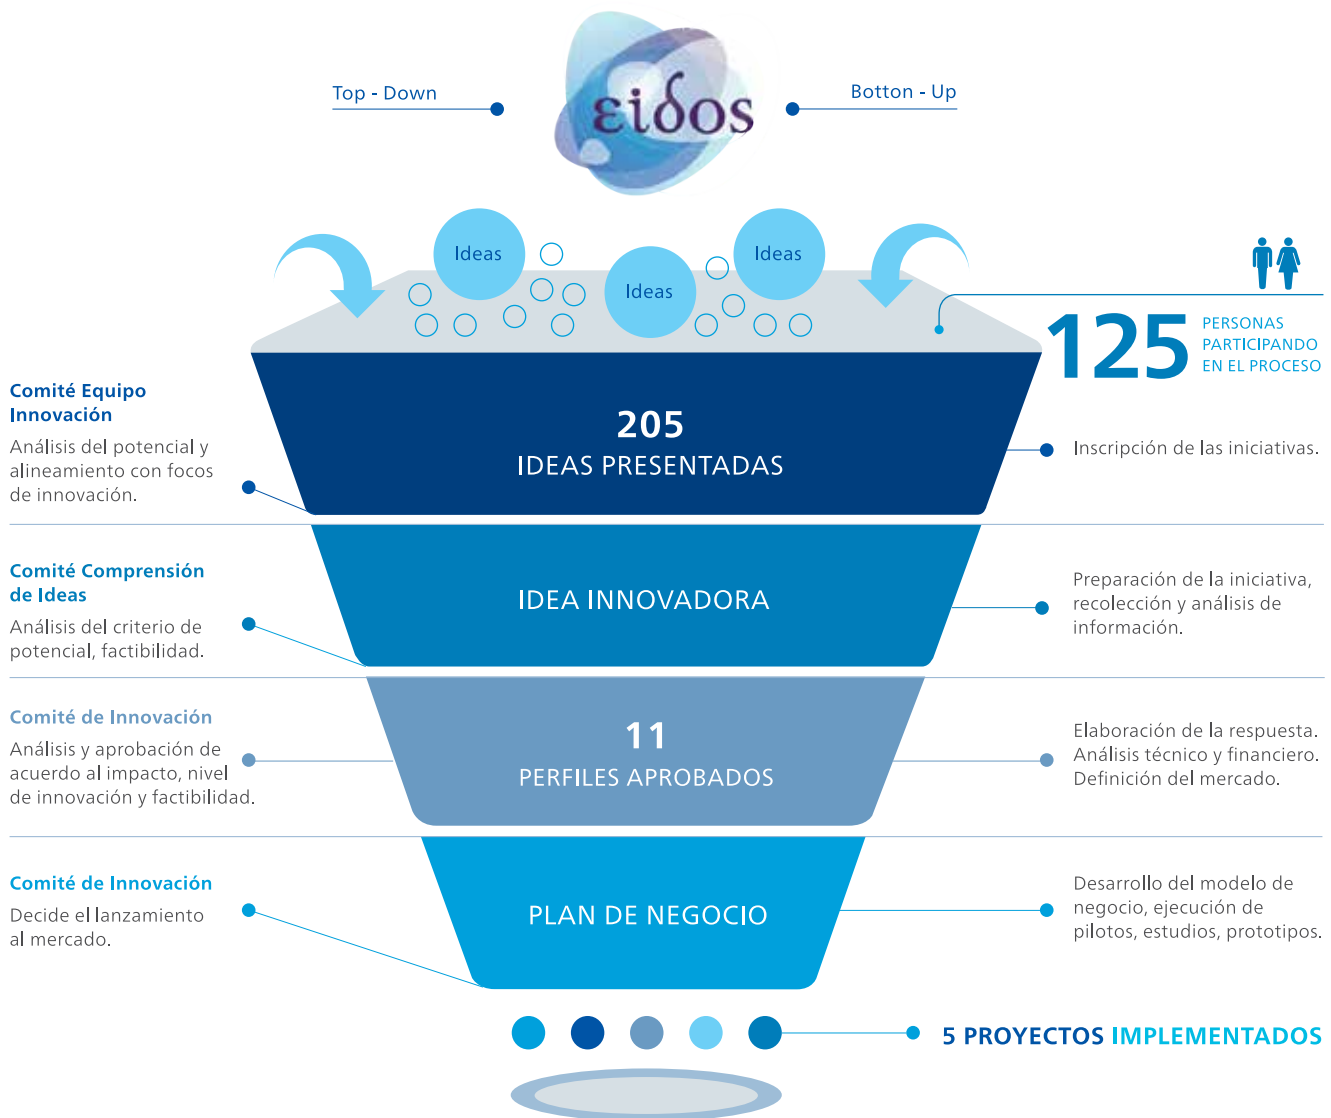 Top - Down
εiδos
Botton - Up
Ideas
Ideas
Ideas
125
PERSONAS
PARTICIPANDO
EN EL PROCESO
Comité Equipo
Innovación
Análisis del potencial y
alineamiento con focos
de innovación.
205
IDEAS PRESENTADAS
Inscripción de las iniciativas.
Comité Comprensión
de Ideas
Análisis del criterio de
potencial, factibilidad.
IDEA INNOVADORA
Preparación de la iniciativa,
recolección y análisis de
información.
Comité de Innovación
Análisis y aprobación de
acuerdo al impacto, nivel
de innovación y factibilidad.
11
PERFILES APROBADOS
Elaboración de la respuesta.
Análisis técnico y financiero.
Definición del mercado.
Comité de Innovación
Decide el lanzamiento
al mercado.
PLAN DE NEGOCIO
Desarrollo del modelo de
negocio, ejecución de
pilotos, estudios, prototipos.
5 PROYECTOS IMPLEMENTADOS